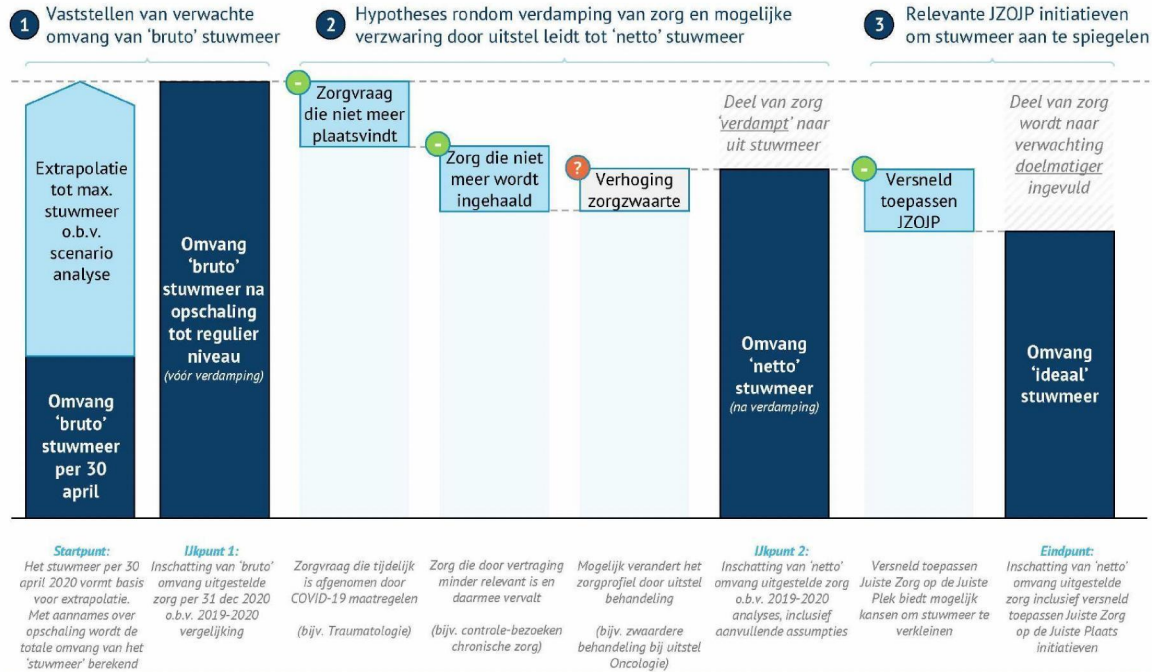 1 Vaststellen van verwachte
omvang van ‘bruto’ stuwmeer
2 Hypotheses rondom verdamping van zorg en mogelijke
verzwaring door uitstel leidt tot ‘netto’ stuwmeer
3 Relevante JZOJP initiatieven
om stuwmeer aan te spiegelen
Extrapolatie
tot max.
stuwmeer
o.b.v.
scenario
analyse
Omvang
‘bruto’
stuwmeer
per 30
april
Omvang
‘bruto’
stuwmeer na
opschaling
tot regulier
niveau
(vóór verdamping)
-
Zorgvraag
die niet meer
plaatsvindt
-
Zorg die niet
meer wordt
ingehaald
?
Verhoging
zorgzwaarte
Deel van zorg
‘verdampt’ naar
uit stuwmeer
Omvang
‘netto’
stuwmeer
(na verdamping)
-
Versneld
toepassen
JZOJP
Deel van zorg
wordt naar
verwachting
doelmatiger
ingevuld
Omvang
‘ideaal’
stuwmeer
Startpunt:
Het stuwmeer per 30
april 2020 vormt basis
voor extrapolatie.
Met aannames over
opschaling wordt de
totale omvang van het
‘stuwmeer’ berekend
IJkpunt 1:
Inschatting van ‘bruto’
omvang uitgestelde
zorg per 31 dec 2020
o.b.v. 2019-2020
vergelijking
Zorgvraag die tijdelijk
is afgenomen door
COVID-19 maatregelen
(bijv. Traumatologie)
Zorg die door vertraging
minder relevant is en
daarmee vervalt
(bijv. controle-bezoeken
chronische zorg)
Mogelijk verandert het
zorgprofiel door uitstel
behandeling
(bijv. zwaardere
behandeling bij uitstel
Oncologie)
IJkpunt 2:
Inschatting van ‘netto’
omvang uitgestelde zorg
o.b.v. 2019-2020
analyses, inclusief
aanvullende assumpties
Versneld toepassen
Juiste Zorg op de Juiste
Plek biedt mogelijk
kansen om stuwmeer te
verkleinen
Eindpunt:
Inschatting van ‘netto’
omvang uitgestelde
zorg inclusief versneld
toepassen Juiste Zorg
op de Juiste Plaats
initiatieven